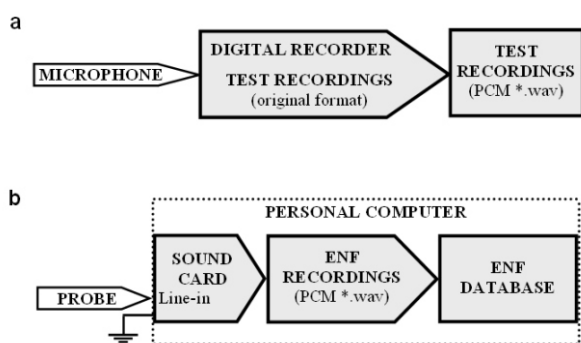 a
MICROPHONE
DIGITAL RECORDER
TEST RECORDINGS
(original format)
TEST
RECORDINGS
(PCM *.wav)
b
PERSONAL COMPUTER
PROBE
SOUND
CARD
Line-in
ENF
RECORDINGS
(PCM *.wav)
ENF
DATABASE